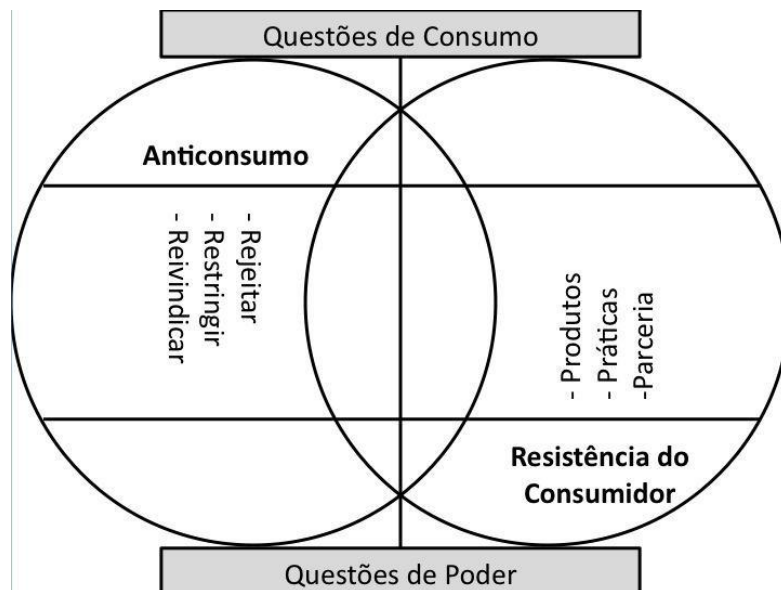 Questões de Consumo
Anticonsumo
- Rejeitar
- Restringir
- Reivindicar
- Produtos
- Práticas
-Parceria
Resistência do
Consumidor
Questões de Poder